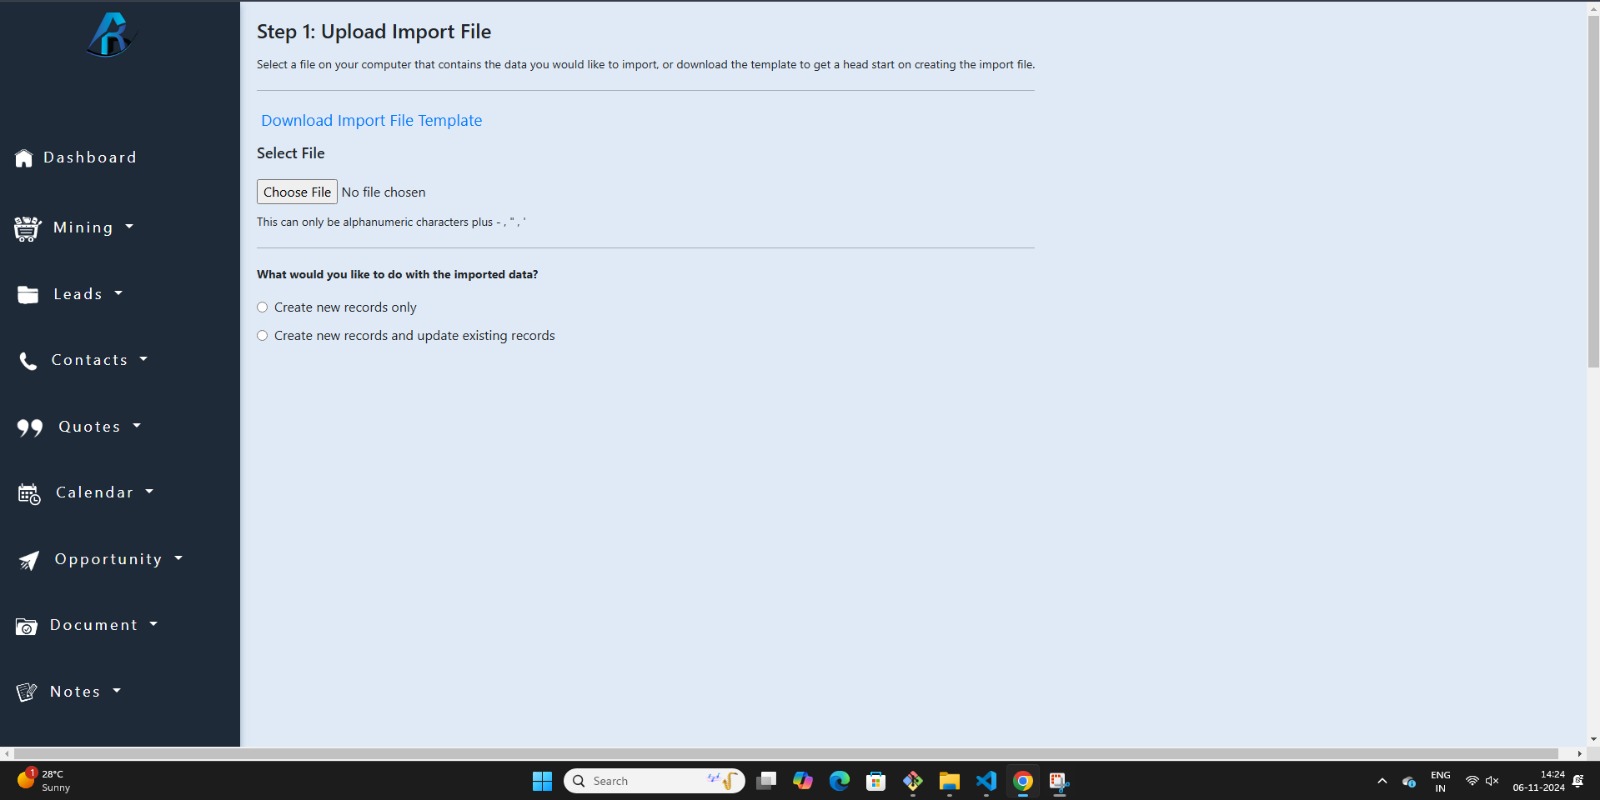 Step 1: Upload Import File
Select a file on your computer that contains the data you would like to import, or download the template to get a head start on creating the import file.
Download Import File Template
Select File
Choose File No file chosen
This can only be alphanumeric characters plus - , " , '
What would you like to do with the imported data?
Create new records only
Create new records and update existing records
Dashboard
Mining
Leads
Contacts
Quotes
Calendar
Opportunity
Document
Notes
1
28°C
Sunny
Search
ENG
IN
14:24
06-11-2024